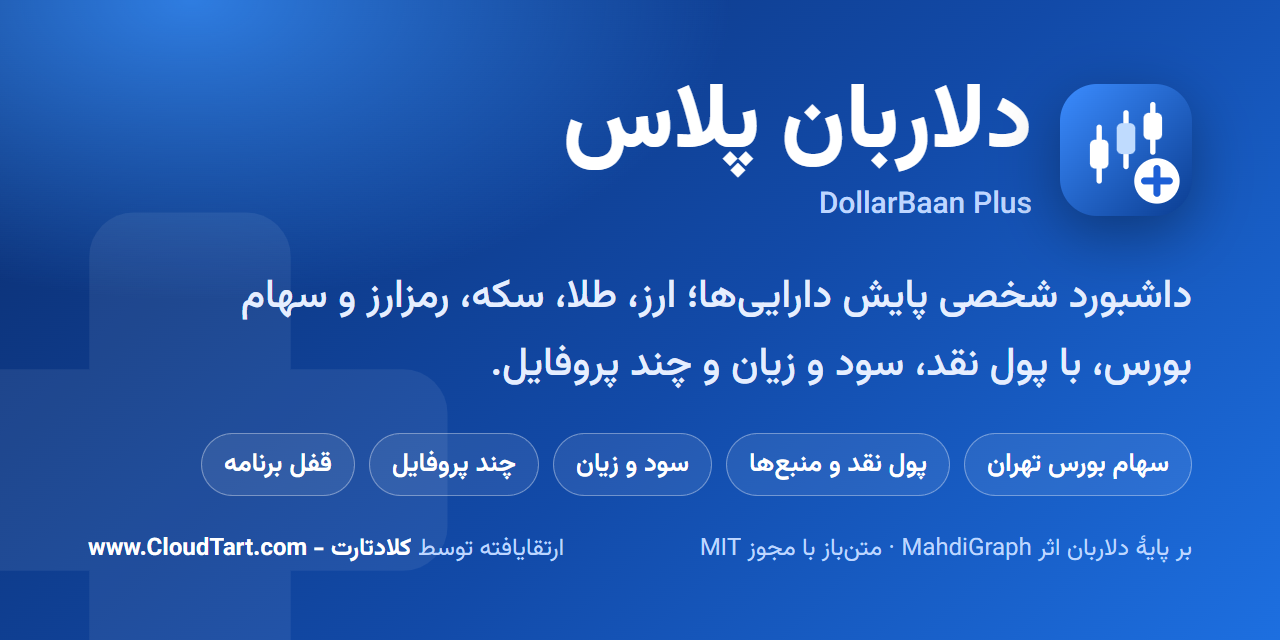 دلاربان پلاس
DollarBaan Plus
داشبورد شخصی پایش دارایی‌ها؛ ارز، طلا، سکه، رمزارز و سهام
بورس، با پول نقد، سود و زیان و چند پروفایل.
سهام بورس تهران
پول نقد و منبع‌ها
سود و زیان
چند پروفایل
قفل برنامه
بر پایهٔ دلاربان اثر MahdiGraph · متن‌باز با مجوز MIT
ارتقایافته توسط کلادتارت – www.CloudTart.com